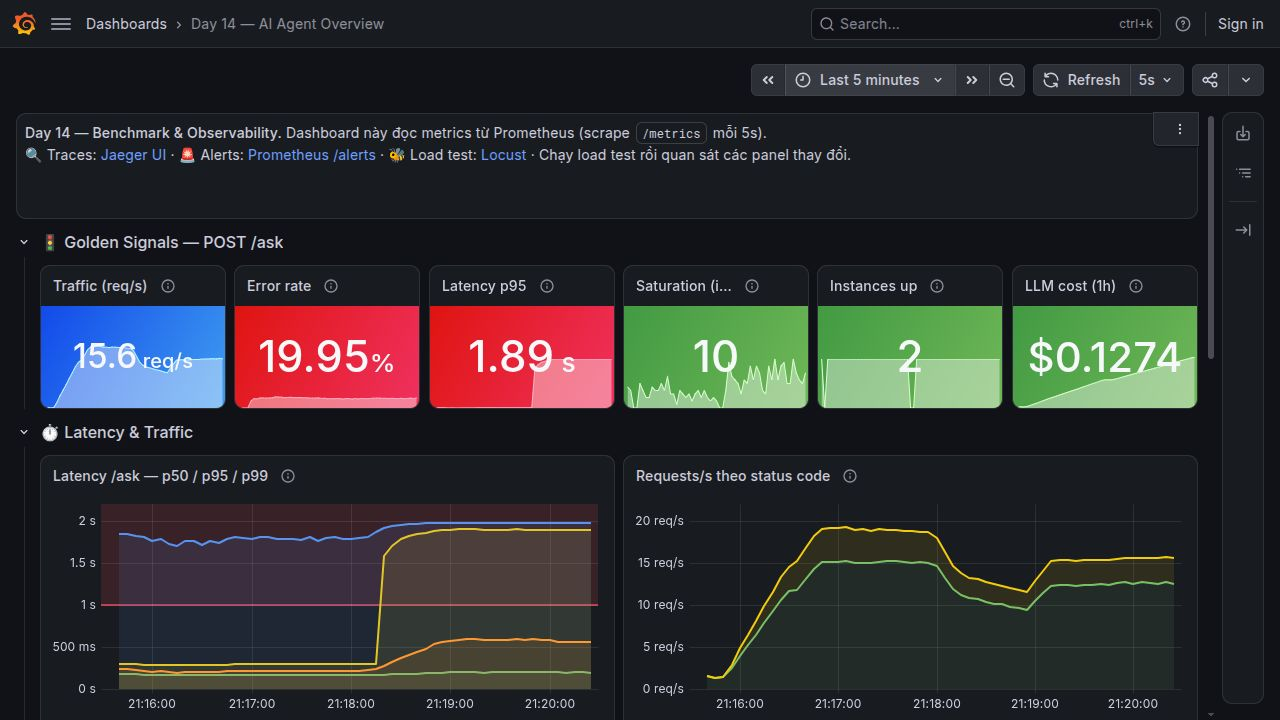 Dashboards › Day 14 — AI Agent Overview
Search...
ctrl+k
Sign in
Last 5 minutes
Refresh
5s
Day 14 — Benchmark & Observability. Dashboard này đọc metrics từ Prometheus (scrape /metrics mỗi 5s).
🔍 Traces: Jaeger UI · 🚨 Alerts: Prometheus /alerts · 🐝 Load test: Locust · Chạy load test rồi quan sát các panel thay đổi.
🚦 Golden Signals — POST /ask
Traffic (req/s)
Error rate
Latency p95
Saturation (i...
Instances up
LLM cost (1h)
15.6 req/s
19.95%
1.89 s
10
2
$0.1274
⏱️ Latency & Traffic
Latency /ask — p50 / p95 / p99
2 s
1.5 s
1 s
500 ms
0 s
21:16:00
21:17:00
21:18:00
21:19:00
21:20:00
Requests/s theo status code
20 req/s
15 req/s
10 req/s
5 req/s
0 req/s
21:16:00
21:17:00
21:18:00
21:19:00
21:20:00